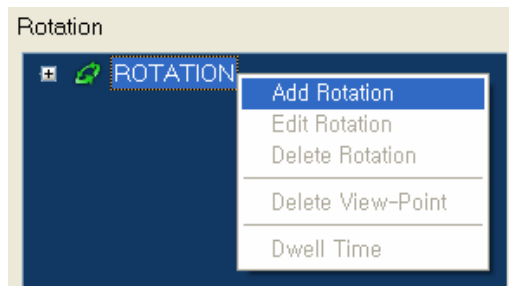 Rotation
ROTATION
Add Rotation
Edit Rotation
Delete Rotation
Delete View-Point
Dwell Time